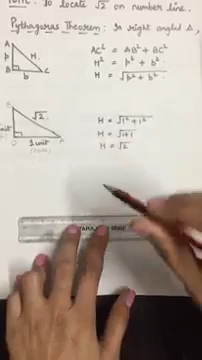 To locate √2 on number line.
Pythagoras Theorem : In right angled Δ,
A
p
H
B
b
C
AC² = AB² + BC²
H² = p² + b²
H = √p² + b²
B
√2
unit
O
1 unit
A
H = √1² + 1²
H = √1+1
H = √2